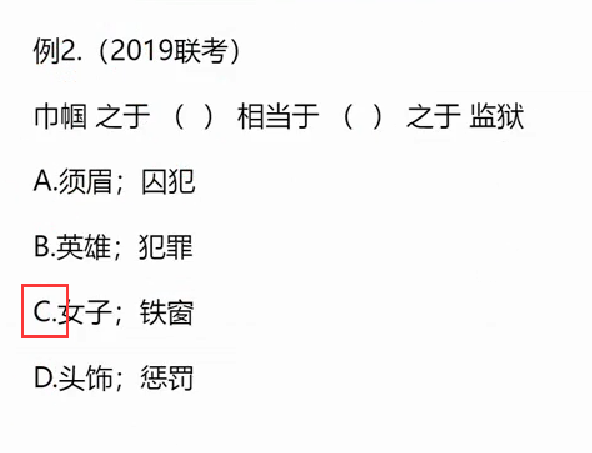 例2.（2019联考）
巾帼 之于 （  ） 相当于 （  ） 之于 监狱
A.须眉；囚犯
B.英雄；犯罪
C.女子；铁窗
D.头饰；惩罚